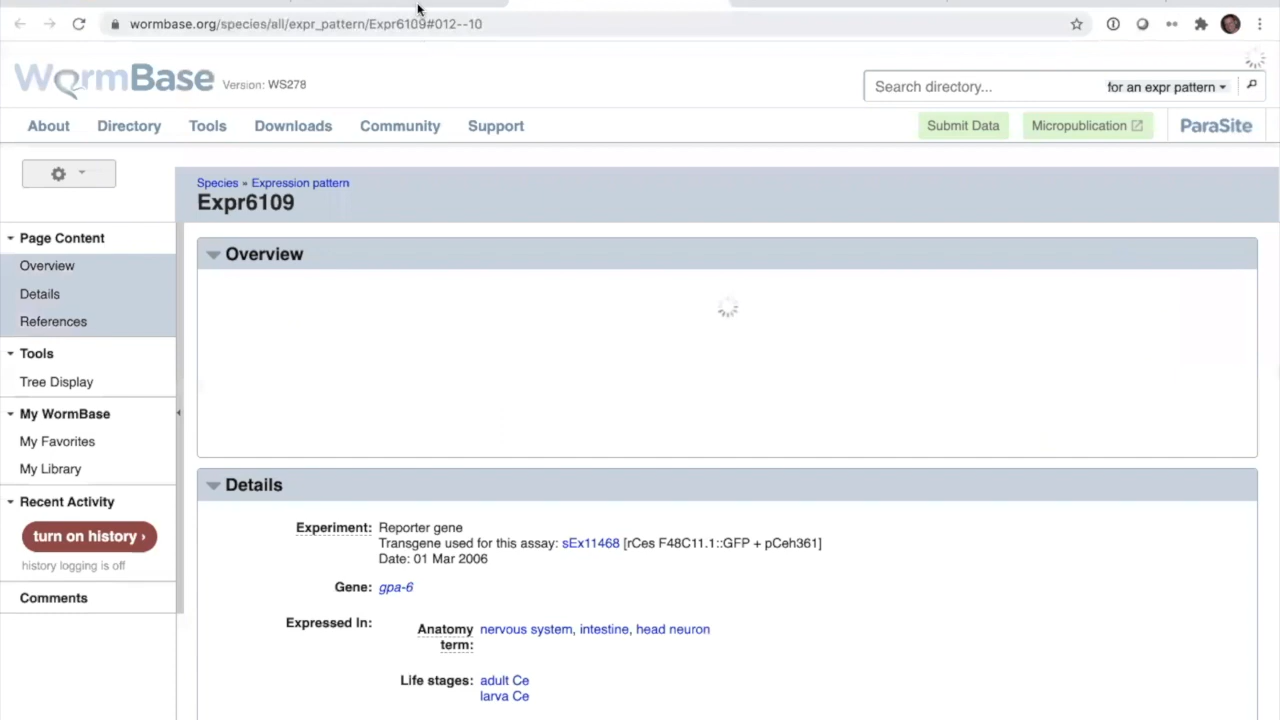 wormbase.org/species/all/expr_pattern/Expr6109#012--10
WormBase Version: WS278
Search directory... for an expr pattern
About Directory Tools Downloads Community Support
Submit Data Micropublication ParaSite
Species » Expression pattern
Expr6109
Page Content
Overview
Details
References
Tools
Tree Display
My WormBase
My Favorites
My Library
Recent Activity
turn on history ›
history logging is off
Comments
Overview
Details
Experiment: Reporter gene
Transgene used for this assay: sEx11468 [rCes F48C11.1::GFP + pCeh361]
Date: 01 Mar 2006
Gene: gpa-6
Expressed In:
Anatomy term: nervous system, intestine, head neuron
Life stages: adult Ce
larva Ce